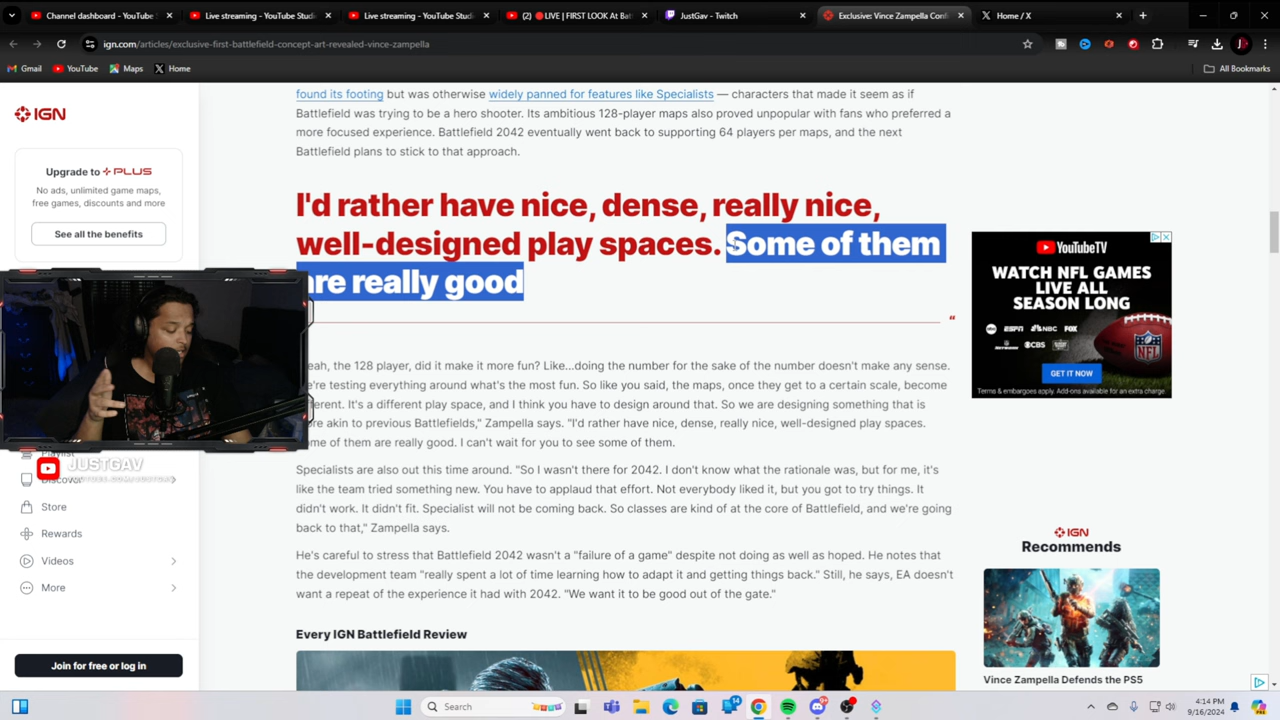 Channel dashboard - YouTube
Live streaming - YouTube Studi
Live streaming - YouTube Studi
(2) LIVE | FIRST LOOK At Bat
JustGav - Twitch
Exclusive: Vince Zampella Conf
Home / X
ign.com/articles/exclusive-first-battlefield-concept-art-revealed-vince-zampella
Gmail
YouTube
Maps
Home
All Bookmarks
IGN
Upgrade to PLUS
No ads, unlimited game maps,
free games, discounts and more
See all the benefits
Playlist
Discover
Store
Rewards
Videos
More
Join for free or log in
JUSTGAV
found its footing but was otherwise widely panned for features like Specialists — characters that made it seem as if
Battlefield was trying to be a hero shooter. Its ambitious 128-player maps also proved unpopular with fans who preferred a
more focused experience. Battlefield 2042 eventually went back to supporting 64 players per maps, and the next
Battlefield plans to stick to that approach.
I'd rather have nice, dense, really nice,
well-designed play spaces. Some of them
are really good
eah, the 128 player, did it make it more fun? Like...doing the number for the sake of the number doesn't make any sense.
e're testing everything around what's the most fun. So like you said, the maps, once they get to a certain scale, become
ferent. It's a different play space, and I think you have to design around that. So we are designing something that is
ore akin to previous Battlefields," Zampella says. "I'd rather have nice, dense, really nice, well-designed play spaces.
ome of them are really good. I can't wait for you to see some of them.
Specialists are also out this time around. "So I wasn't there for 2042. I don't know what the rationale was, but for me, it's
like the team tried something new. You have to applaud that effort. Not everybody liked it, but you got to try things. It
didn't work. It didn't fit. Specialist will not be coming back. So classes are kind of at the core of Battlefield, and we're going
back to that," Zampella says.
He's careful to stress that Battlefield 2042 wasn't a "failure of a game" despite not doing as well as hoped. He notes that
the development team "really spent a lot of time learning how to adapt it and getting things back." Still, he says, EA doesn't
want a repeat of the experience it had with 2042. "We want it to be good out of the gate."
Every IGN Battlefield Review
YouTubeTV
WATCH NFL GAMES
LIVE ALL
SEASON LONG
abc ESPN NBC FOX
CBS
GET IT NOW
Terms & embargoes apply. Add-ons available for an extra charge.
IGN
Recommends
Vince Zampella Defends the PS5
Search
4:14 PM
9/16/2024